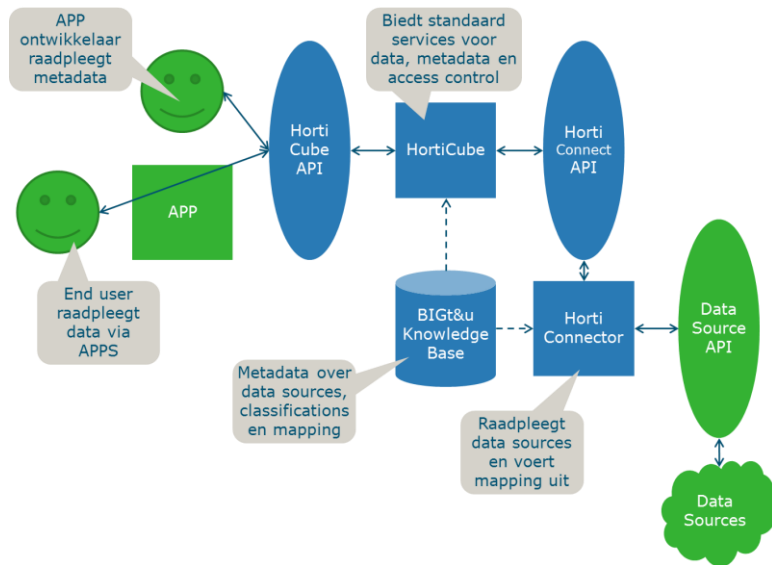 APP
ontwikkelaar
raadpleegt
metadata
Biedt standaard
services voor
data, metadata en
access control
Horti
Cube
API
HortiCube
Horti
Connect
API
APP
End user
raadpleegt
data via
APPS
BIGt&u
Knowledge
Base
Horti
Connector
Data
Source
API
Metadata over
data sources,
classifications
en mapping
Raadpleegt
data sources
en voert
mapping uit
Data
Sources